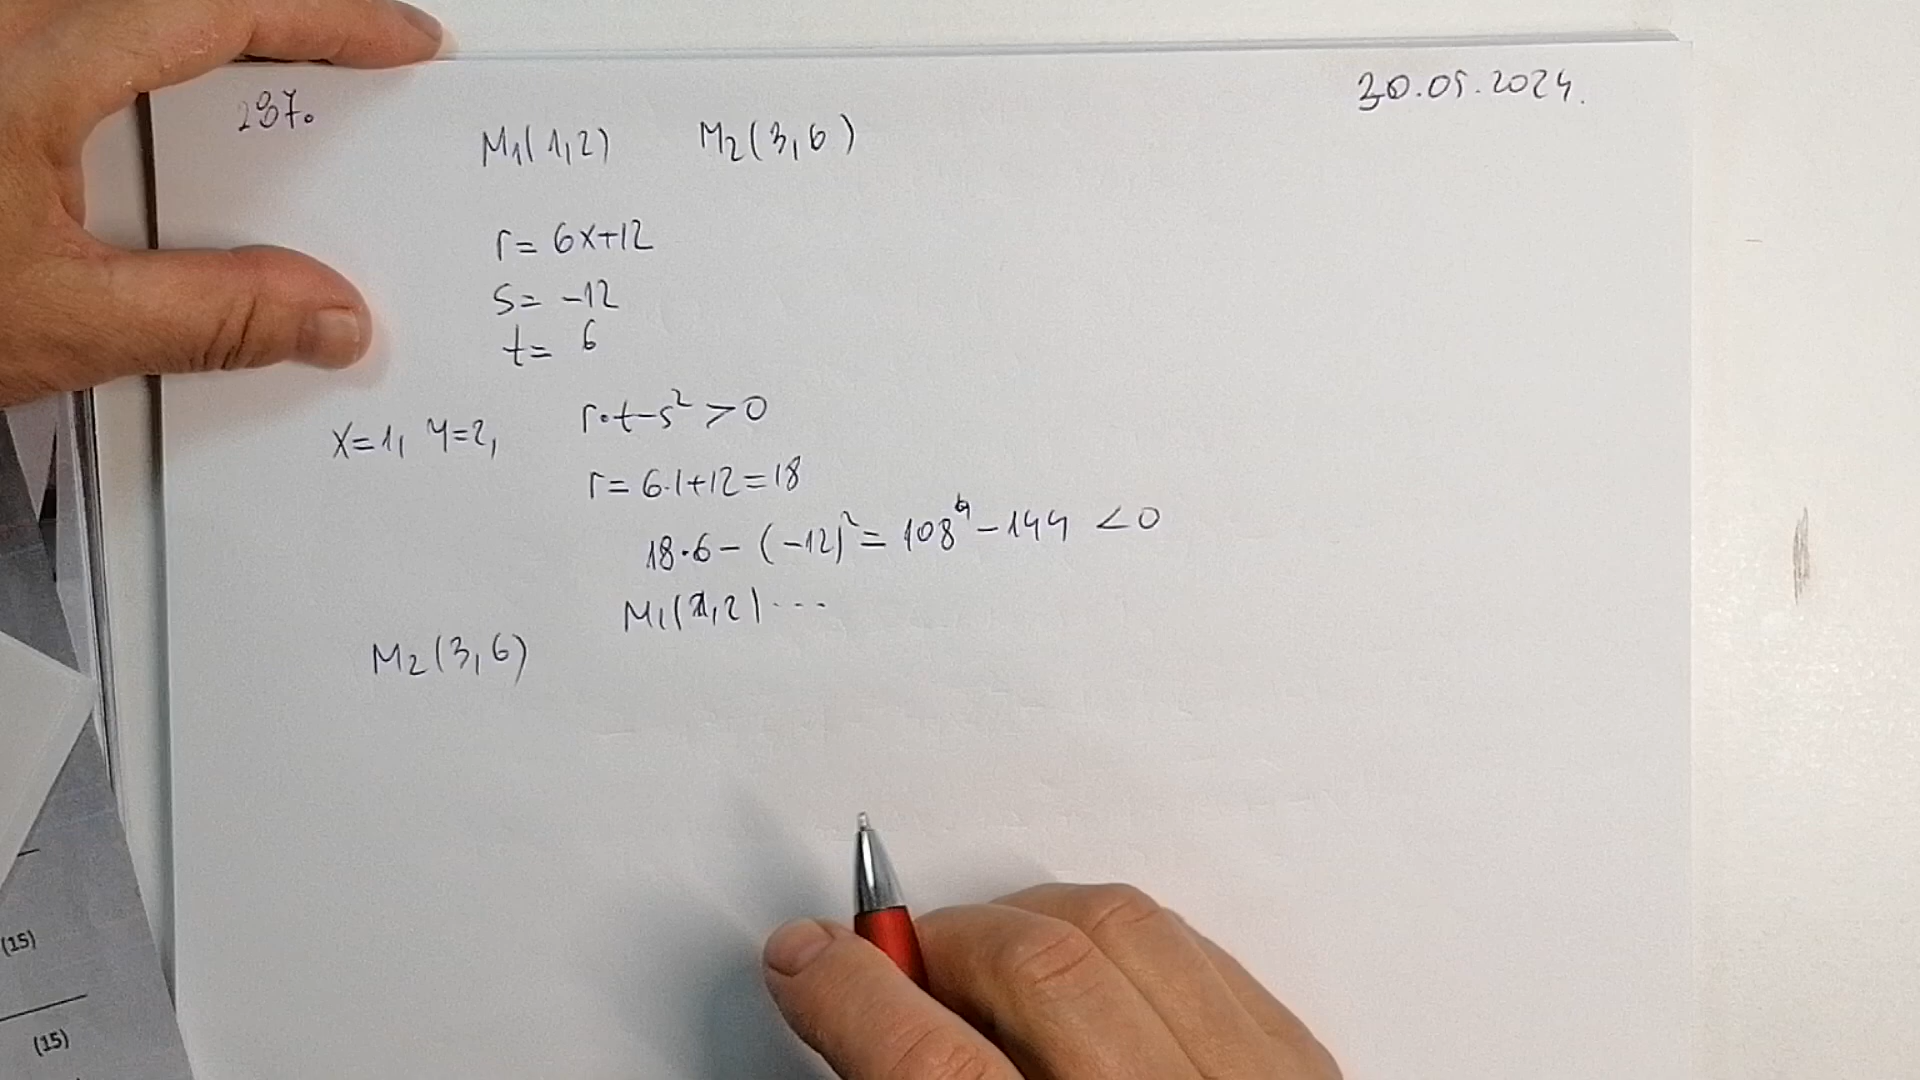 297.
30.05.2024.
M₁(1,2) M₂(3,6)
r= 6x+12
s= -12
t= 6
x=1, y=2, r·t-s² >0
r= 6·1+12=18
18·6- (-12)² = 108 -144 <0
M₁(1,2)...
M₂(3,6)
(15)
(15)